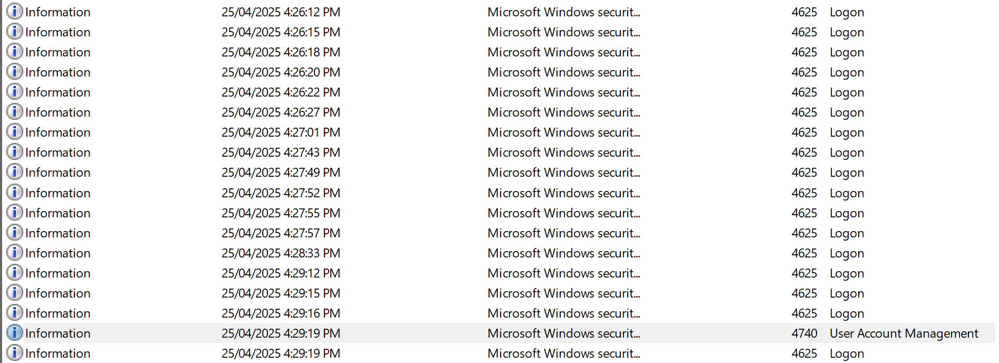 Information 25/04/2025 4:26:12 PM Microsoft Windows securit... 4625 Logon
Information 25/04/2025 4:26:15 PM Microsoft Windows securit... 4625 Logon
Information 25/04/2025 4:26:18 PM Microsoft Windows securit... 4625 Logon
Information 25/04/2025 4:26:20 PM Microsoft Windows securit... 4625 Logon
Information 25/04/2025 4:26:22 PM Microsoft Windows securit... 4625 Logon
Information 25/04/2025 4:26:27 PM Microsoft Windows securit... 4625 Logon
Information 25/04/2025 4:27:01 PM Microsoft Windows securit... 4625 Logon
Information 25/04/2025 4:27:43 PM Microsoft Windows securit... 4625 Logon
Information 25/04/2025 4:27:49 PM Microsoft Windows securit... 4625 Logon
Information 25/04/2025 4:27:52 PM Microsoft Windows securit... 4625 Logon
Information 25/04/2025 4:27:55 PM Microsoft Windows securit... 4625 Logon
Information 25/04/2025 4:27:57 PM Microsoft Windows securit... 4625 Logon
Information 25/04/2025 4:28:33 PM Microsoft Windows securit... 4625 Logon
Information 25/04/2025 4:29:12 PM Microsoft Windows securit... 4625 Logon
Information 25/04/2025 4:29:15 PM Microsoft Windows securit... 4625 Logon
Information 25/04/2025 4:29:16 PM Microsoft Windows securit... 4625 Logon
Information 25/04/2025 4:29:19 PM Microsoft Windows securit... 4740 User Account Management
Information 25/04/2025 4:29:19 PM Microsoft Windows securit... 4625 Logon